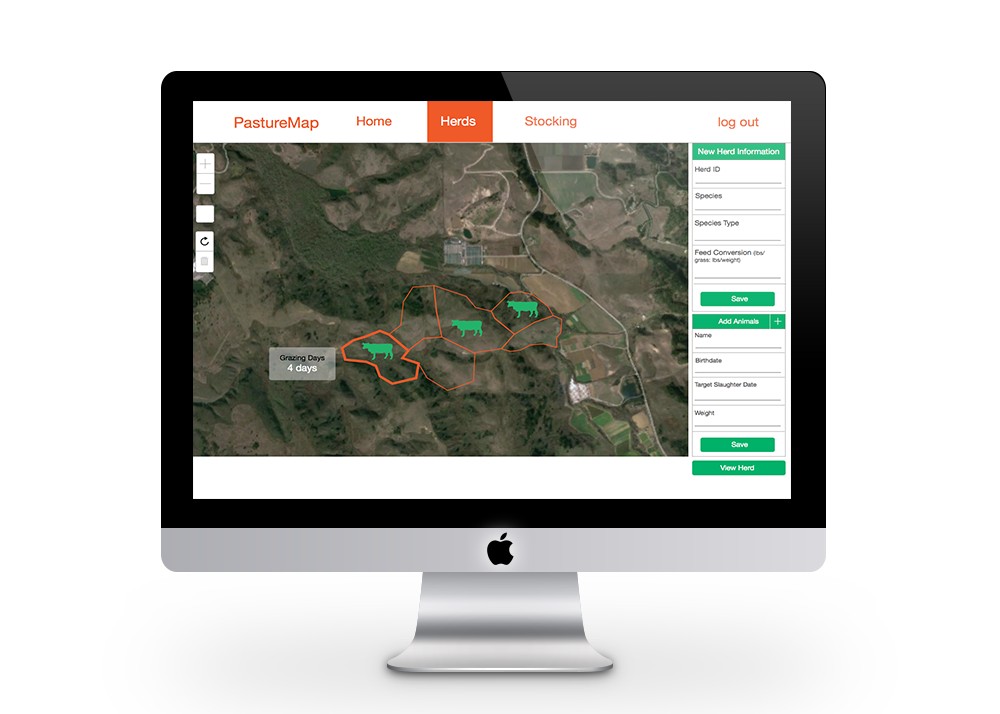 PastureMap
Home
Herds
Stocking
log out
New Herd Information
Herd ID
Species
Species Type
Feed Conversion (lbs/
grass: lbs/weight)
Save
Add Animals +
Name
Birthdate
Target Slaughter Date
Weight
Save
View Herd
Grazing Days
4 days